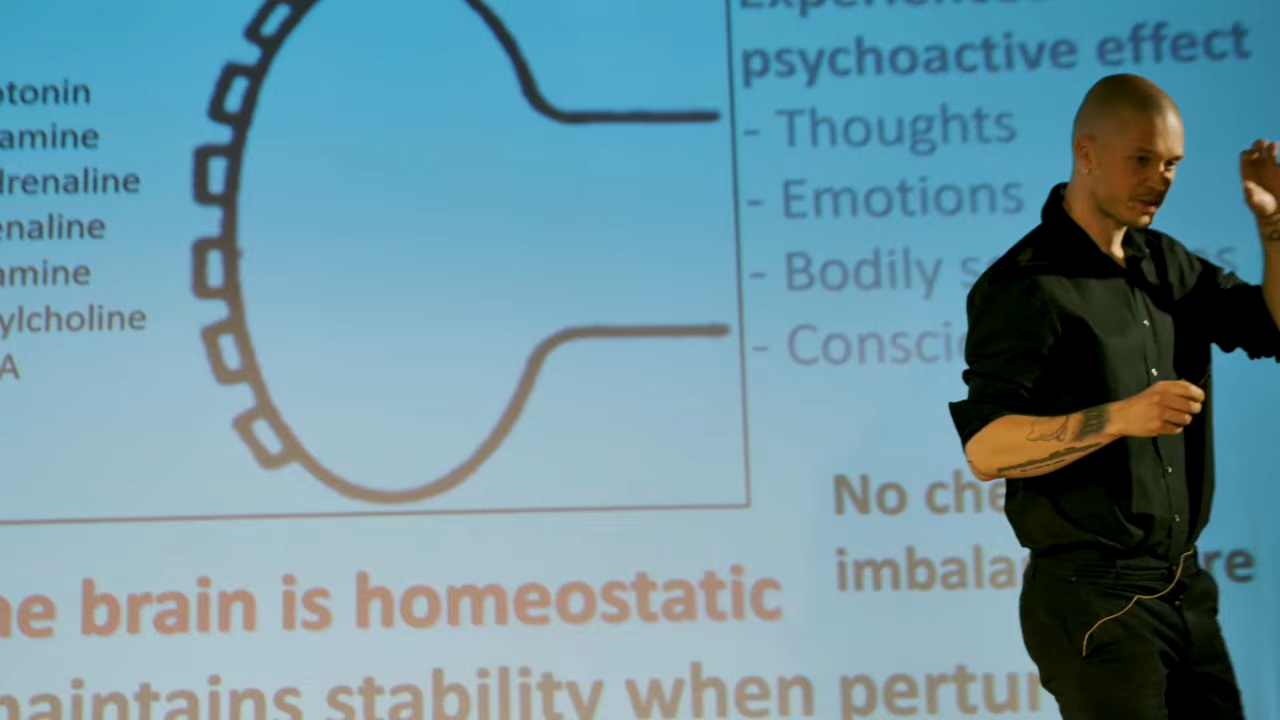 otonin
amine
drenaline
enaline
amine
ylcholine
A
psychoactive effect
- Thoughts
- Emotions
- Bodily
- Consci
No che
imbala re
he brain is homeostatic
maintains stability when pertur